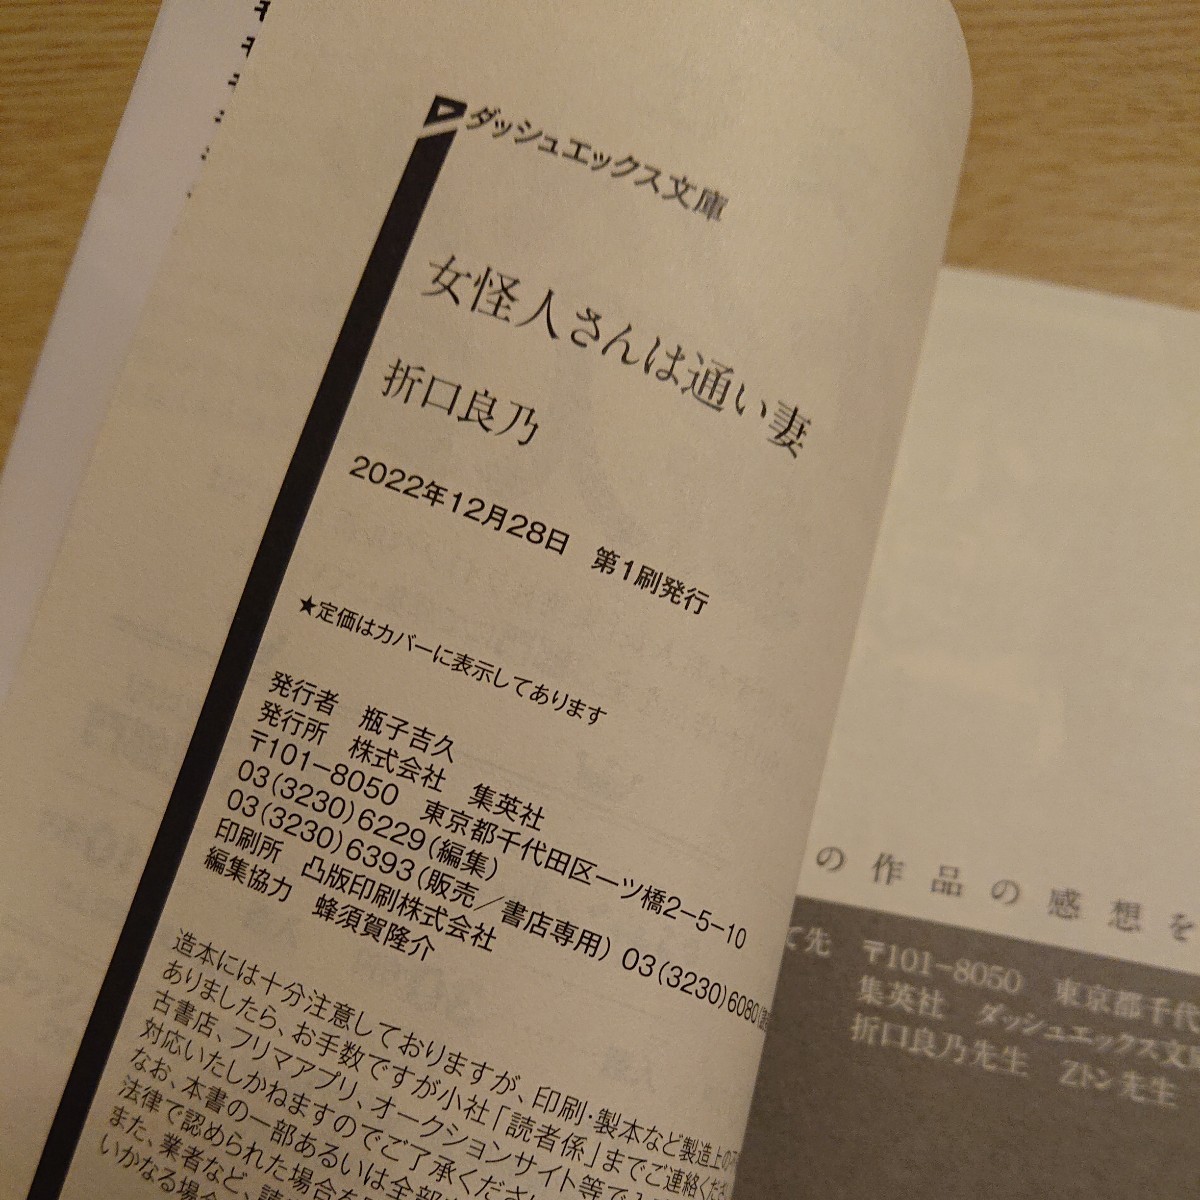 ダッシュエックス文庫
女怪人さんは通い妻
折口良乃
2022年12月28日　第1刷発行
★定価はカバーに表示してあります
発行者　瓶子吉久
発行所　株式会社　集英社
〒101-8050　東京都千代田区一ツ橋2-5-10
03(3230)6229(編集)
03(3230)6393(販売／書店専用) 03(3230)6080
印刷所　凸版印刷株式会社
編集協力　蜂須賀隆介
造本には十分注意しておりますが、印刷・製本など製造上の
ありましたら、お手数ですが小社「読者係」までご連絡くださ
古書店、フリマアプリ、オークションサイト等で入
対応いたしかねますのでご了承くださ
なお、本書の一部あるいは全部
法律で認められた場合を
また、業者など、読
いかなる場合
の作品の感想を
て先　〒101-8050　東京都千代
集英社　ダッシュエックス文庫
折口良乃先生　Zトン先生